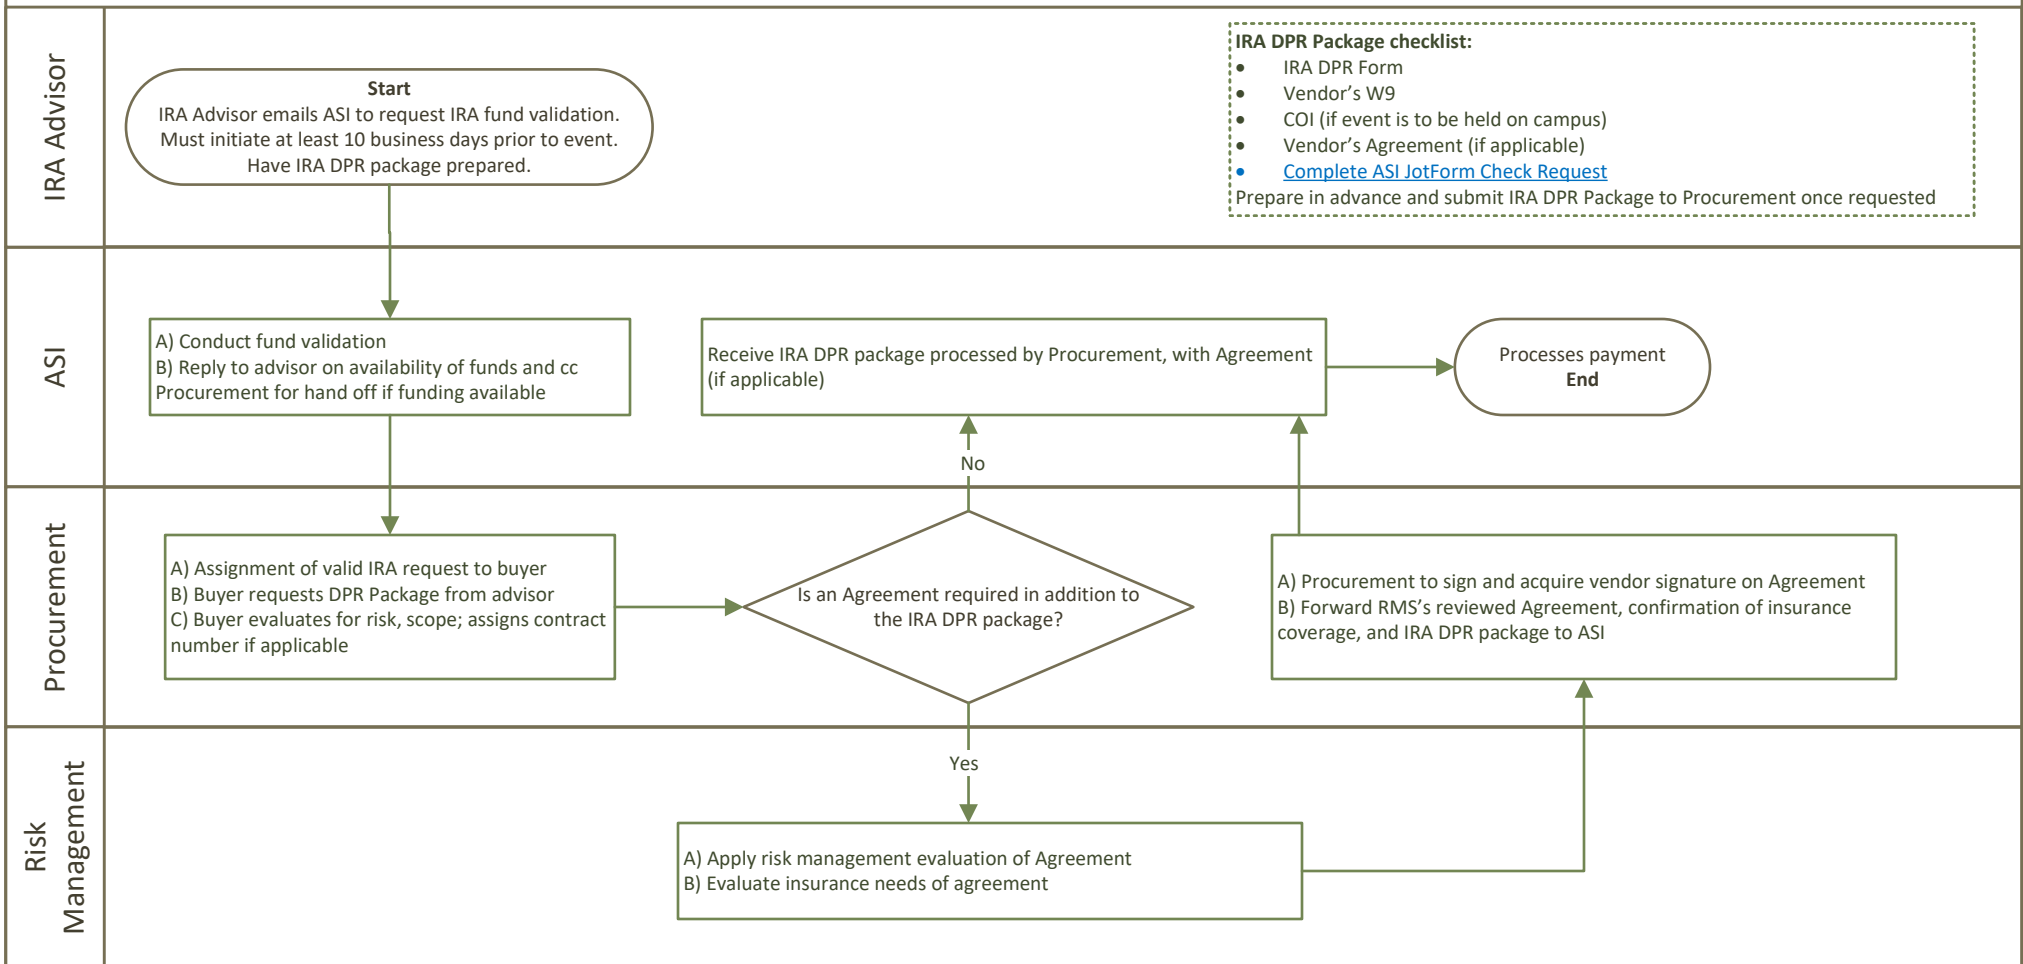 IRA Advisor
Start
IRA Advisor emails ASI to request IRA fund validation.
Must initiate at least 10 business days prior to event.
Have IRA DPR package prepared.
IRA DPR Package checklist:
• IRA DPR Form
• Vendor’s W9
• COI (if event is to be held on campus)
• Vendor’s Agreement (if applicable)
• Complete ASI JotForm Check Request
Prepare in advance and submit IRA DPR Package to Procurement once requested
ASI
A) Conduct fund validation
B) Reply to advisor on availability of funds and cc
Procurement for hand off if funding available
Receive IRA DPR package processed by Procurement, with Agreement
(if applicable)
Processes payment
End
No
Procurement
A) Assignment of valid IRA request to buyer
B) Buyer requests DPR Package from advisor
C) Buyer evaluates for risk, scope; assigns contract
number if applicable
Is an Agreement required in addition to
the IRA DPR package?
A) Procurement to sign and acquire vendor signature on Agreement
B) Forward RMS’s reviewed Agreement, confirmation of insurance
coverage, and IRA DPR package to ASI
Yes
Risk
Management
A) Apply risk management evaluation of Agreement
B) Evaluate insurance needs of agreement